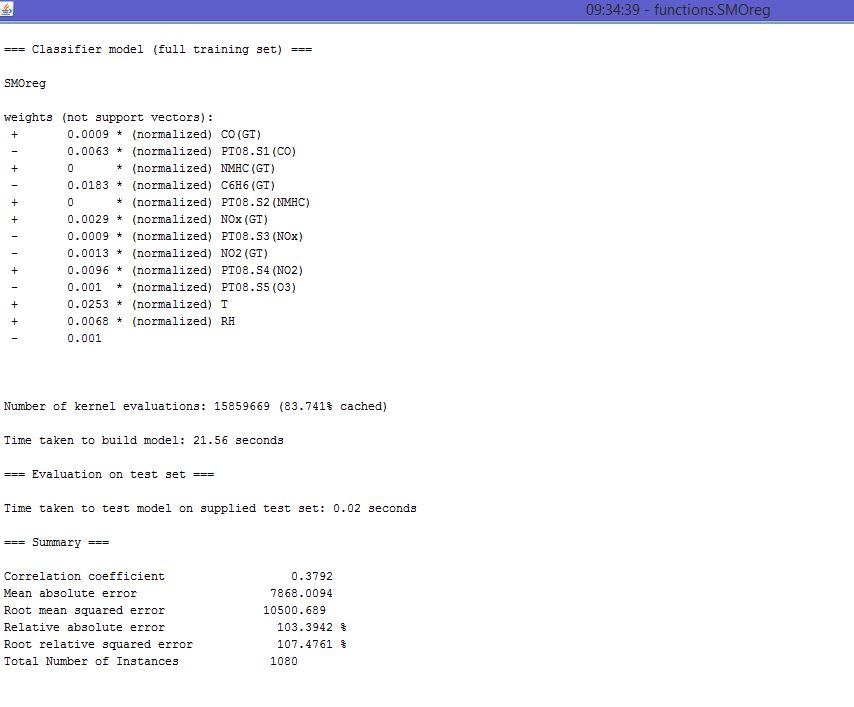 09:34:39 - functions.SMOreg
=== Classifier model (full training set) ===
SMOreg
weights (not support vectors):
+ 0.0009 * (normalized) CO(GT)
- 0.0063 * (normalized) PT08.S1(CO)
+ 0 * (normalized) NMHC(GT)
- 0.0183 * (normalized) C6H6(GT)
+ 0 * (normalized) PT08.S2(NMHC)
+ 0.0029 * (normalized) NOx(GT)
- 0.0009 * (normalized) PT08.S3(NOx)
- 0.0013 * (normalized) NO2(GT)
+ 0.0096 * (normalized) PT08.S4(NO2)
- 0.001 * (normalized) PT08.S5(O3)
+ 0.0253 * (normalized) T
+ 0.0068 * (normalized) RH
- 0.001
Number of kernel evaluations: 15859669 (83.741% cached)
Time taken to build model: 21.56 seconds
=== Evaluation on test set ===
Time taken to test model on supplied test set: 0.02 seconds
=== Summary ===
Correlation coefficient 0.3792
Mean absolute error 7868.0094
Root mean squared error 10500.689
Relative absolute error 103.3942 %
Root relative squared error 107.4761 %
Total Number of Instances 1080